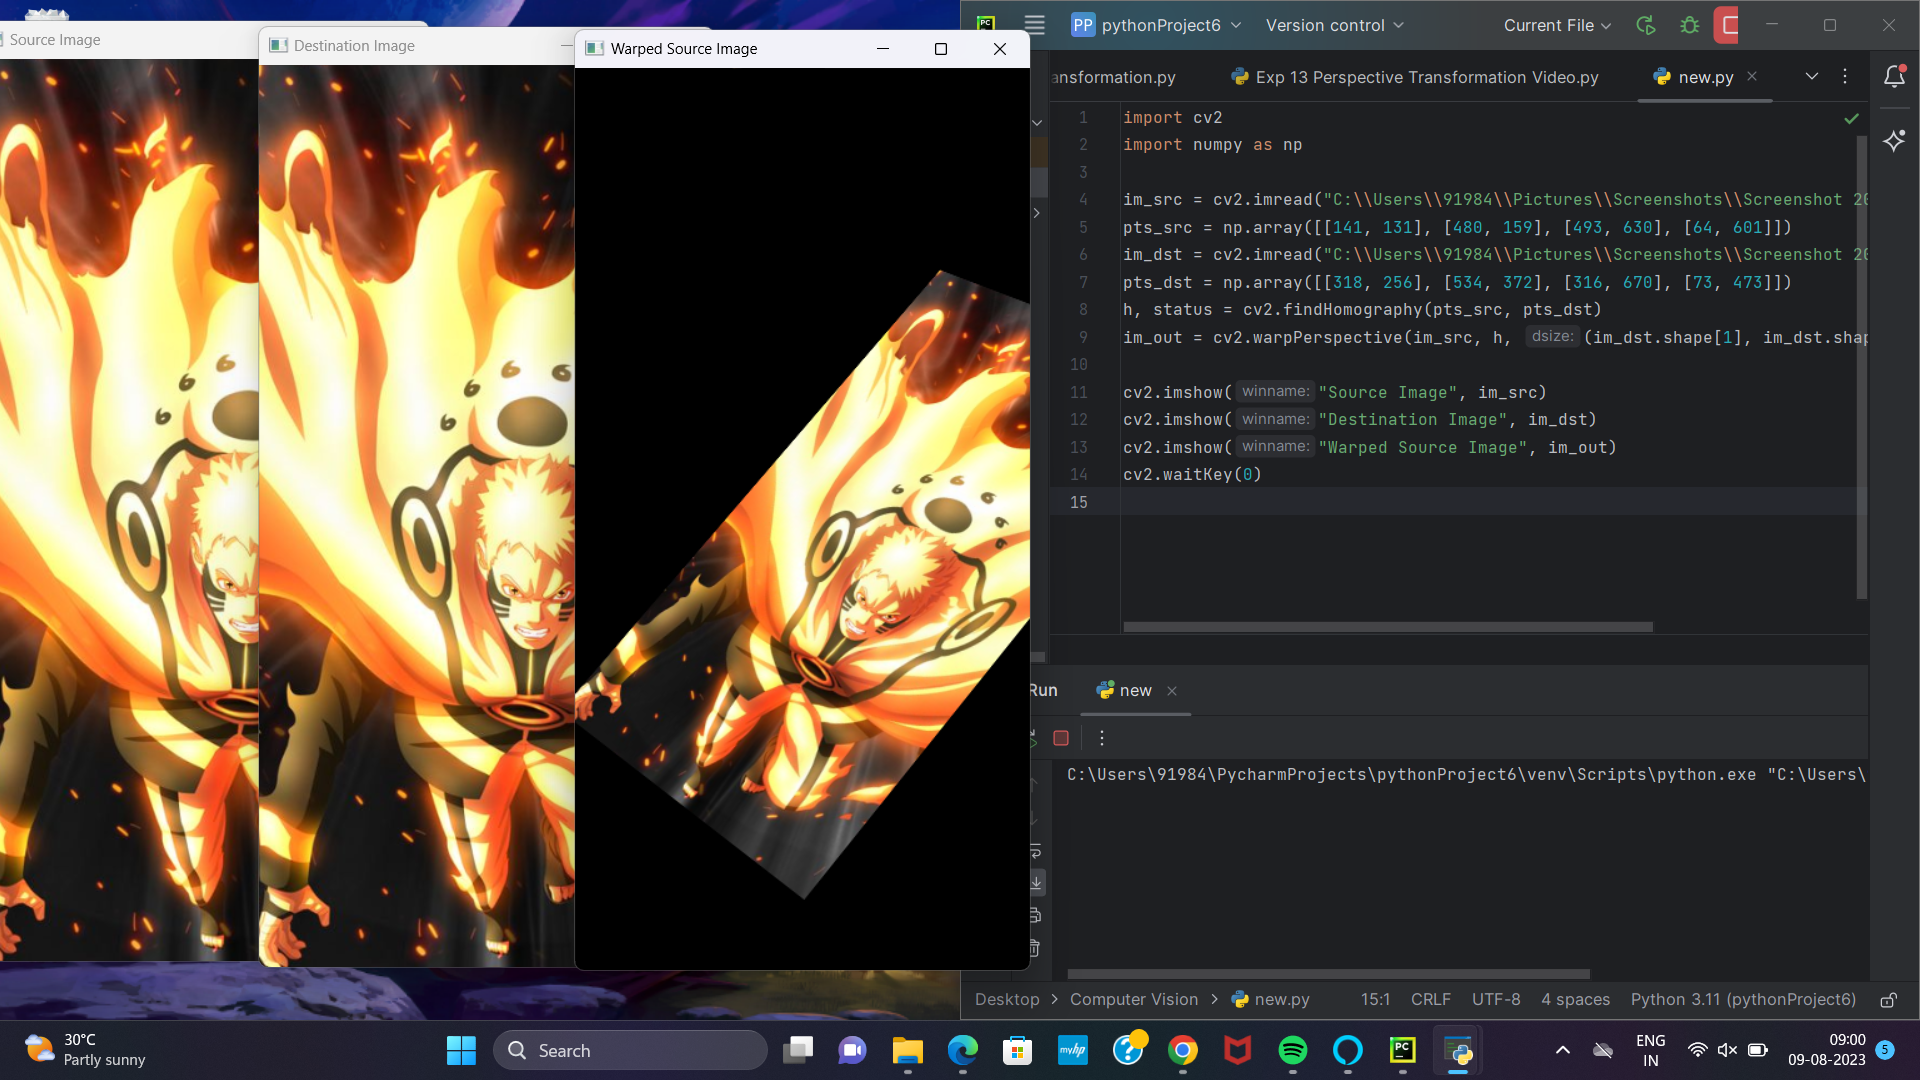 Source Image
Destination Image
Warped Source Image
PC
PP pythonProject6
Version control
Current File
ansformation.py
Exp 13 Perspective Transformation Video.py
new.py
1 import cv2
2 import numpy as np
3
4 im_src = cv2.imread("C:\\Users\\91984\\Pictures\\Screenshots\\Screenshot 20
5 pts_src = np.array([[141, 131], [480, 159], [493, 630], [64, 601]])
6 im_dst = cv2.imread("C:\\Users\\91984\\Pictures\\Screenshots\\Screenshot 20
7 pts_dst = np.array([[318, 256], [534, 372], [316, 670], [73, 473]])
8 h, status = cv2.findHomography(pts_src, pts_dst)
9 im_out = cv2.warpPerspective(im_src, h, dsize: (im_dst.shape[1], im_dst.shap
10
11 cv2.imshow( winname: "Source Image", im_src)
12 cv2.imshow( winname: "Destination Image", im_dst)
13 cv2.imshow( winname: "Warped Source Image", im_out)
14 cv2.waitKey(0)
15
Run
new
C:\Users\91984\PycharmProjects\pythonProject6\venv\Scripts\python.exe "C:\Users\
Desktop > Computer Vision > new.py
15:1 CRLF UTF-8 4 spaces Python 3.11 (pythonProject6)
30°C
Partly sunny
Search
myhp
PC
ENG
IN
09:00
09-08-2023
5